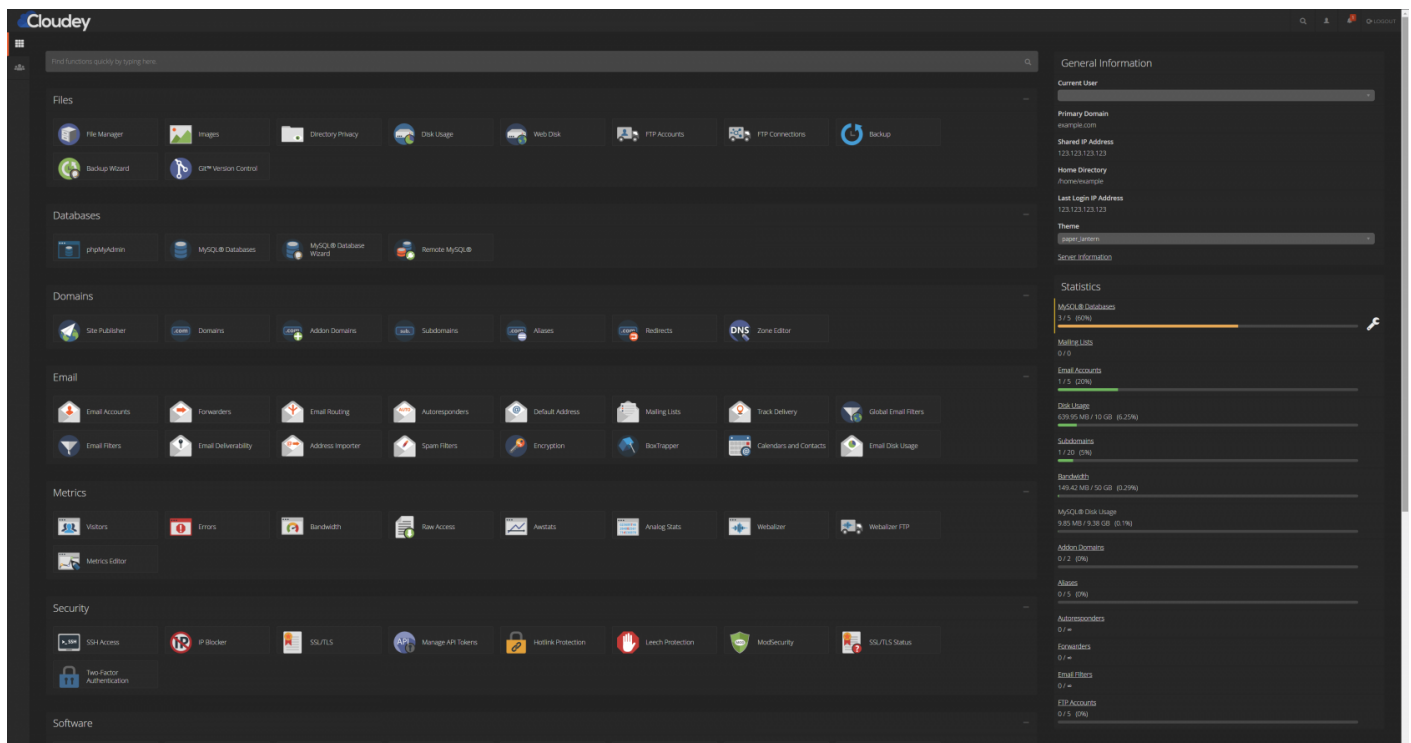 Cloudey
LOGOUT
Find functions quickly by typing here.
Files
File Manager
Images
Directory Privacy
Disk Usage
Web Disk
FTP Accounts
FTP Connections
Backup
Backup Wizard
Git™ Version Control
Databases
phpMyAdmin
MySQL® Databases
MySQL® Database
Wizard
Remote MySQL®
Domains
Site Publisher
.com
Domains
.com
Addon Domains
sub.
Subdomains
.com
Aliases
.com
Redirects
DNS
Zone Editor
Email
Email Accounts
Forwarders
Email Routing
AUTO
Autoresponders
Default Address
Mailing Lists
Track Delivery
Global Email Filters
Email Filters
Email Deliverability
Address Importer
Spam Filters
Encryption
BoxTrapper
Calendars and Contacts
Email Disk Usage
Metrics
Visitors
Errors
Bandwidth
Raw Access
Awstats
Analog Stats
Webalizer
Webalizer FTP
Metrics Editor
Security
>_SSH
SSH Access
IP
IP Blocker
SSL/TLS
API
Manage API Tokens
Hotlink Protection
Leech Protection
ModSecurity
SSL/TLS Status
Two-Factor
Authentication
Software
General Information
Current User
Primary Domain
example.com
Shared IP Address
123.123.123.123
Home Directory
/home/example
Last Login IP Address
123.123.123.123
Theme
paper_lantern
Server Information
Statistics
MySQL® Databases
3 / 5 (60%)
Mailing Lists
0 / 0
Email Accounts
1 / 5 (20%)
Disk Usage
639.95 MB / 10 GB (6.25%)
Subdomains
1 / 20 (5%)
Bandwidth
149.42 MB / 50 GB (0.29%)
MySQL® Disk Usage
9.85 MB / 9.38 GB (0.1%)
Addon Domains
0 / 2 (0%)
Aliases
0 / 5 (0%)
Autoresponders
0 / ∞
Forwarders
0 / ∞
Email Filters
0 / ∞
FTP Accounts
0 / 5 (0%)